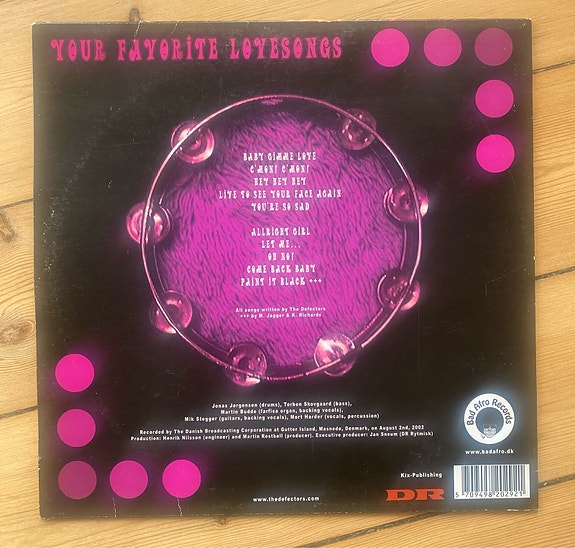 YOUR FAVORITE LOVESONGS
BABY GIMME LOVE
C'MON! C'MON!
HEY HEY HEY
LIVE TO SEE YOUR FACE AGAIN
YOU'RE SO SAD
ALLRIGHT GIRL
LET ME...
OH NO!
COME BACK BABY
PAINT IT BLACK +++
All songs written by The Defectors
+++ by M. Jagger & K. Richards
Jonas Jørgensen (drums), Torben Skovgaard (bass),
Martin Budde (farfisa organ, backing vocals),
Mik Stegger (guitars, backing vocals), Mort Harder (vocals, percussion)
Recorded by The Danish Broadcasting Corporation at Gutter Island, Masnedø, Denmark, on August 2nd, 2002
Production: Henrik Nilsson (engineer) and Martin Rostbøll (producer). Executive producer: Jan Sneum (DR Rytmisk)
Bad Afro Records
www.badafro.dk
Kix-Publishing
DR
www.thedefectors.com
5 709498 202921